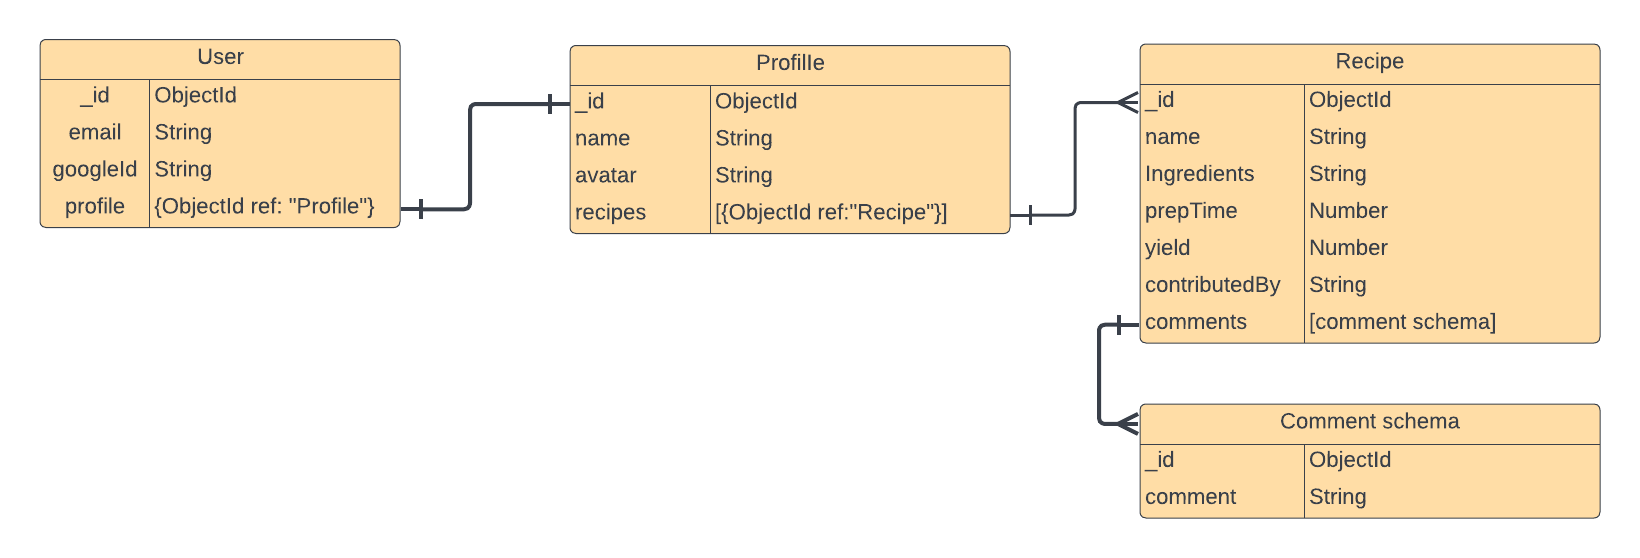 User
_id ObjectId
email String
googleId String
profile {ObjectId ref: "Profile"}
Profille
_id ObjectId
name String
avatar String
recipes [{ObjectId ref:"Recipe"}]
Recipe
_id ObjectId
name String
Ingredients String
prepTime Number
yield Number
contributedBy String
comments [comment schema]
Comment schema
_id ObjectId
comment String